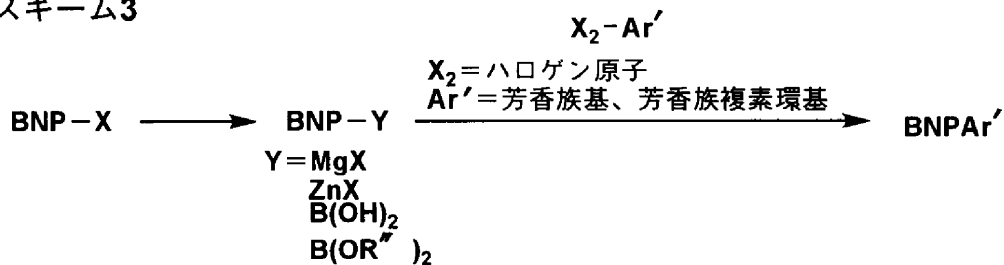 スキーム3
X₂-Ar′
X₂=ハロゲン原子
Ar′=芳香族基、芳香族複素環基
BNP-X
BNP-Y
BNPAr′
Y=MgX
ZnX
B(OH)₂
B(OR″)₂